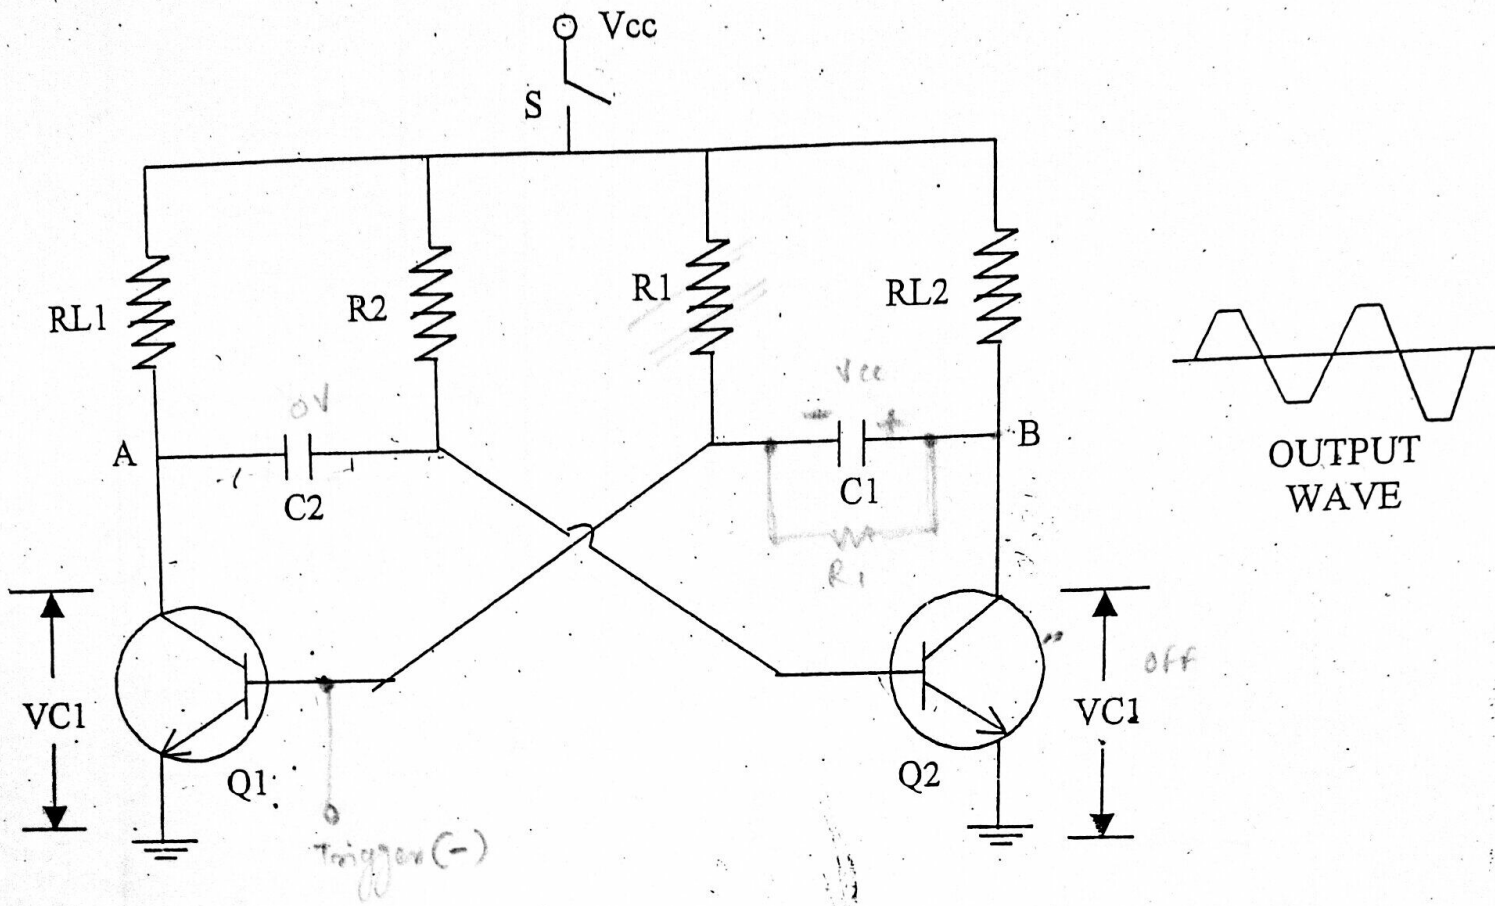 Vcc
S
RL1
R2
R1
RL2
0V
Vcc
- +
A
B
C2
C1
R1
OUTPUT
WAVE
VC1
Q1
Q2
VC1
Off
Trigger (-)